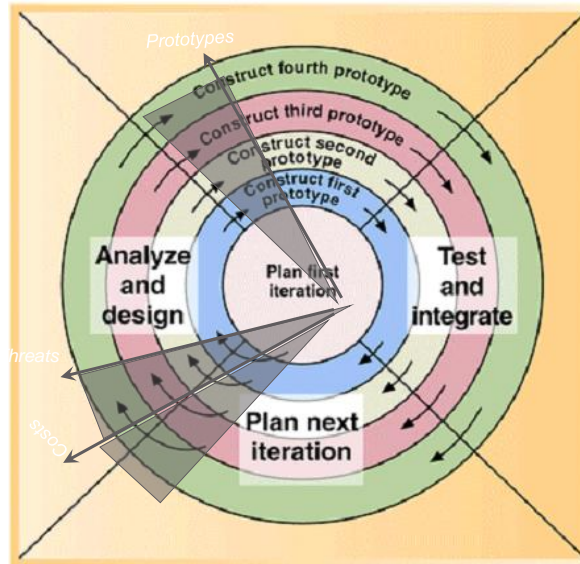 Prototypes
Construct fourth prototype
Construct third prototype
Construct second
prototype
Construct first
prototype
Plan first
iteration
Analyze
and
design
Test
and
integrate
hreats
Costs
Plan next
iteration